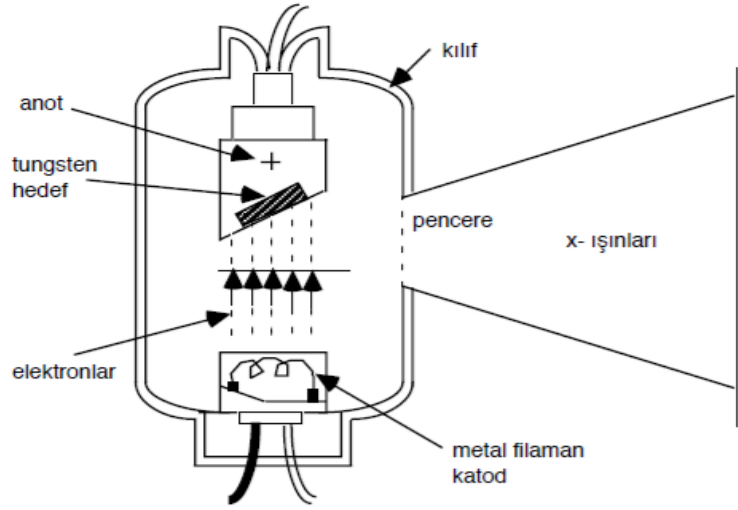 kılıf
anot
+
tungsten
hedef
pencere
x- ışınları
elektronlar
metal filaman
katod